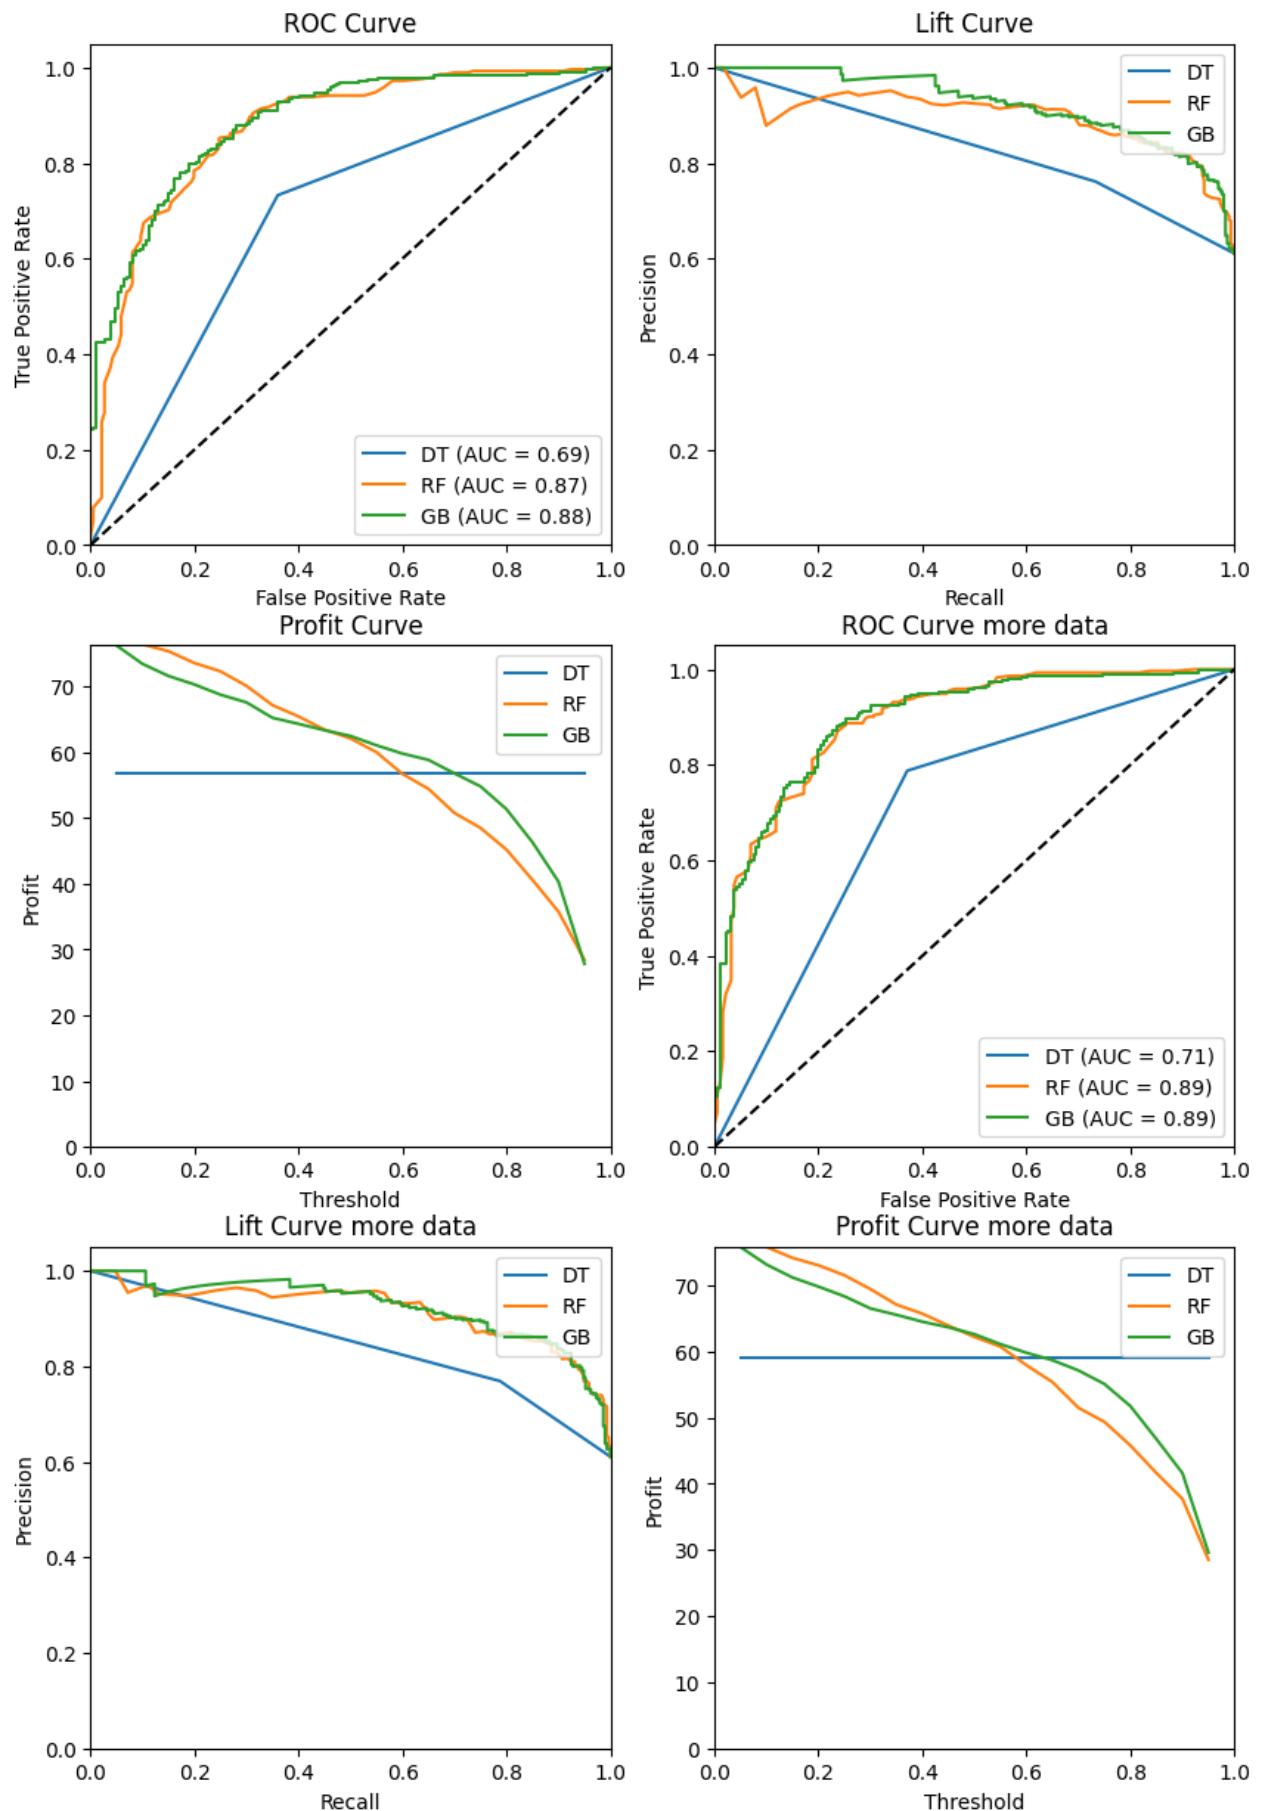 ROC Curve
1.0
0.8
0.6
0.4
0.2
0.0
True Positive Rate
DT (AUC = 0.69)
RF (AUC = 0.87)
GB (AUC = 0.88)
0.0 0.2 0.4 0.6 0.8 1.0
False Positive Rate
Lift Curve
1.0
0.8
0.6
0.4
0.2
0.0
Precision
DT
RF
GB
0.0 0.2 0.4 0.6 0.8 1.0
Recall
Profit Curve
70
60
50
40
30
20
10
0
Profit
DT
RF
GB
0.0 0.2 0.4 0.6 0.8 1.0
Threshold
ROC Curve more data
1.0
0.8
0.6
0.4
0.2
0.0
True Positive Rate
DT (AUC = 0.71)
RF (AUC = 0.89)
GB (AUC = 0.89)
0.0 0.2 0.4 0.6 0.8 1.0
False Positive Rate
Lift Curve more data
1.0
0.8
0.6
0.4
0.2
0.0
Precision
DT
RF
GB
0.0 0.2 0.4 0.6 0.8 1.0
Recall
Profit Curve more data
70
60
50
40
30
20
10
0
Profit
DT
RF
GB
0.0 0.2 0.4 0.6 0.8 1.0
Threshold